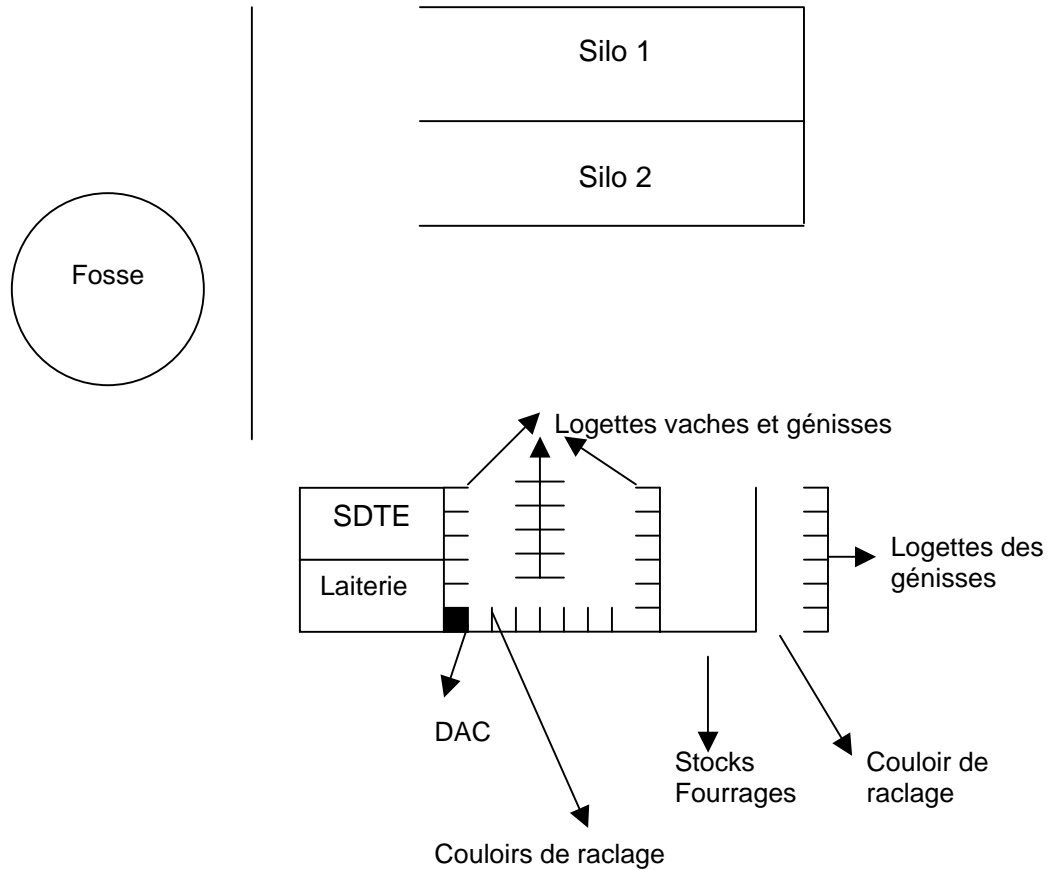 Silo 1
Silo 2
Fosse
Logettes vaches et génisses
SDTE
Laiterie
Logettes des
génisses
DAC
Stocks
Fourrages
Couloir de
raclage
Couloirs de raclage